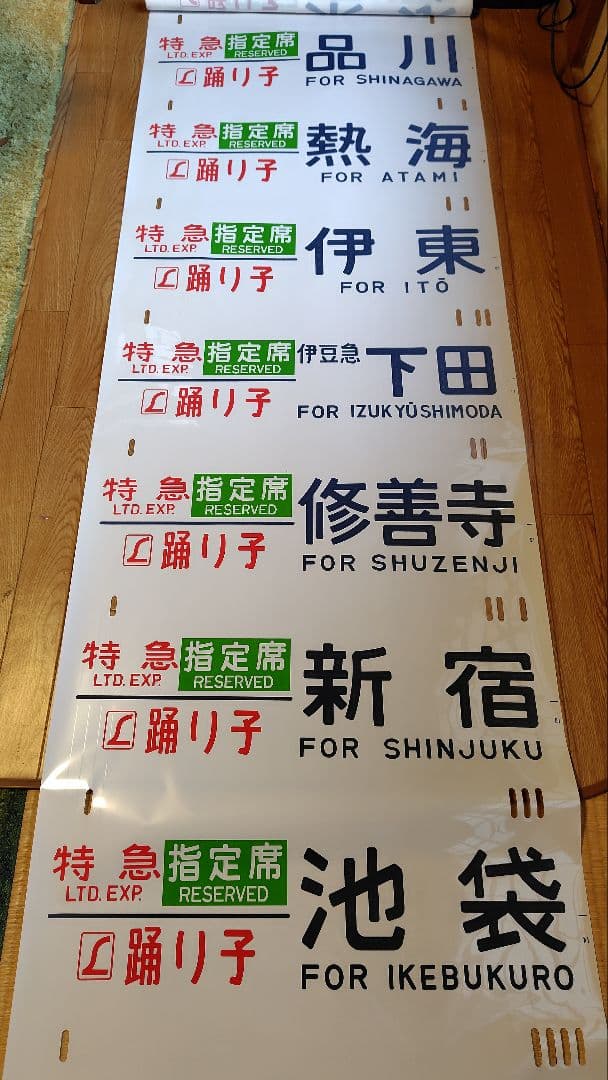 特急 指定席 品川
LTD. EXP. RESERVED
踊り子 FOR SHINAGAWA
特急 指定席 熱海
LTD. EXP. RESERVED
踊り子 FOR ATAMI
特急 指定席 伊東
LTD. EXP. RESERVED
踊り子 FOR ITŌ
特急 指定席 伊豆急下田
LTD. EXP. RESERVED
踊り子 FOR IZUKYŪSHIMODA
特急 指定席 修善寺
LTD. EXP. RESERVED
踊り子 FOR SHUZENJI
特急 指定席 新宿
LTD. EXP. RESERVED
踊り子 FOR SHINJUKU
特急 指定席 池袋
LTD. EXP. RESERVED
踊り子 FOR IKEBUKURO